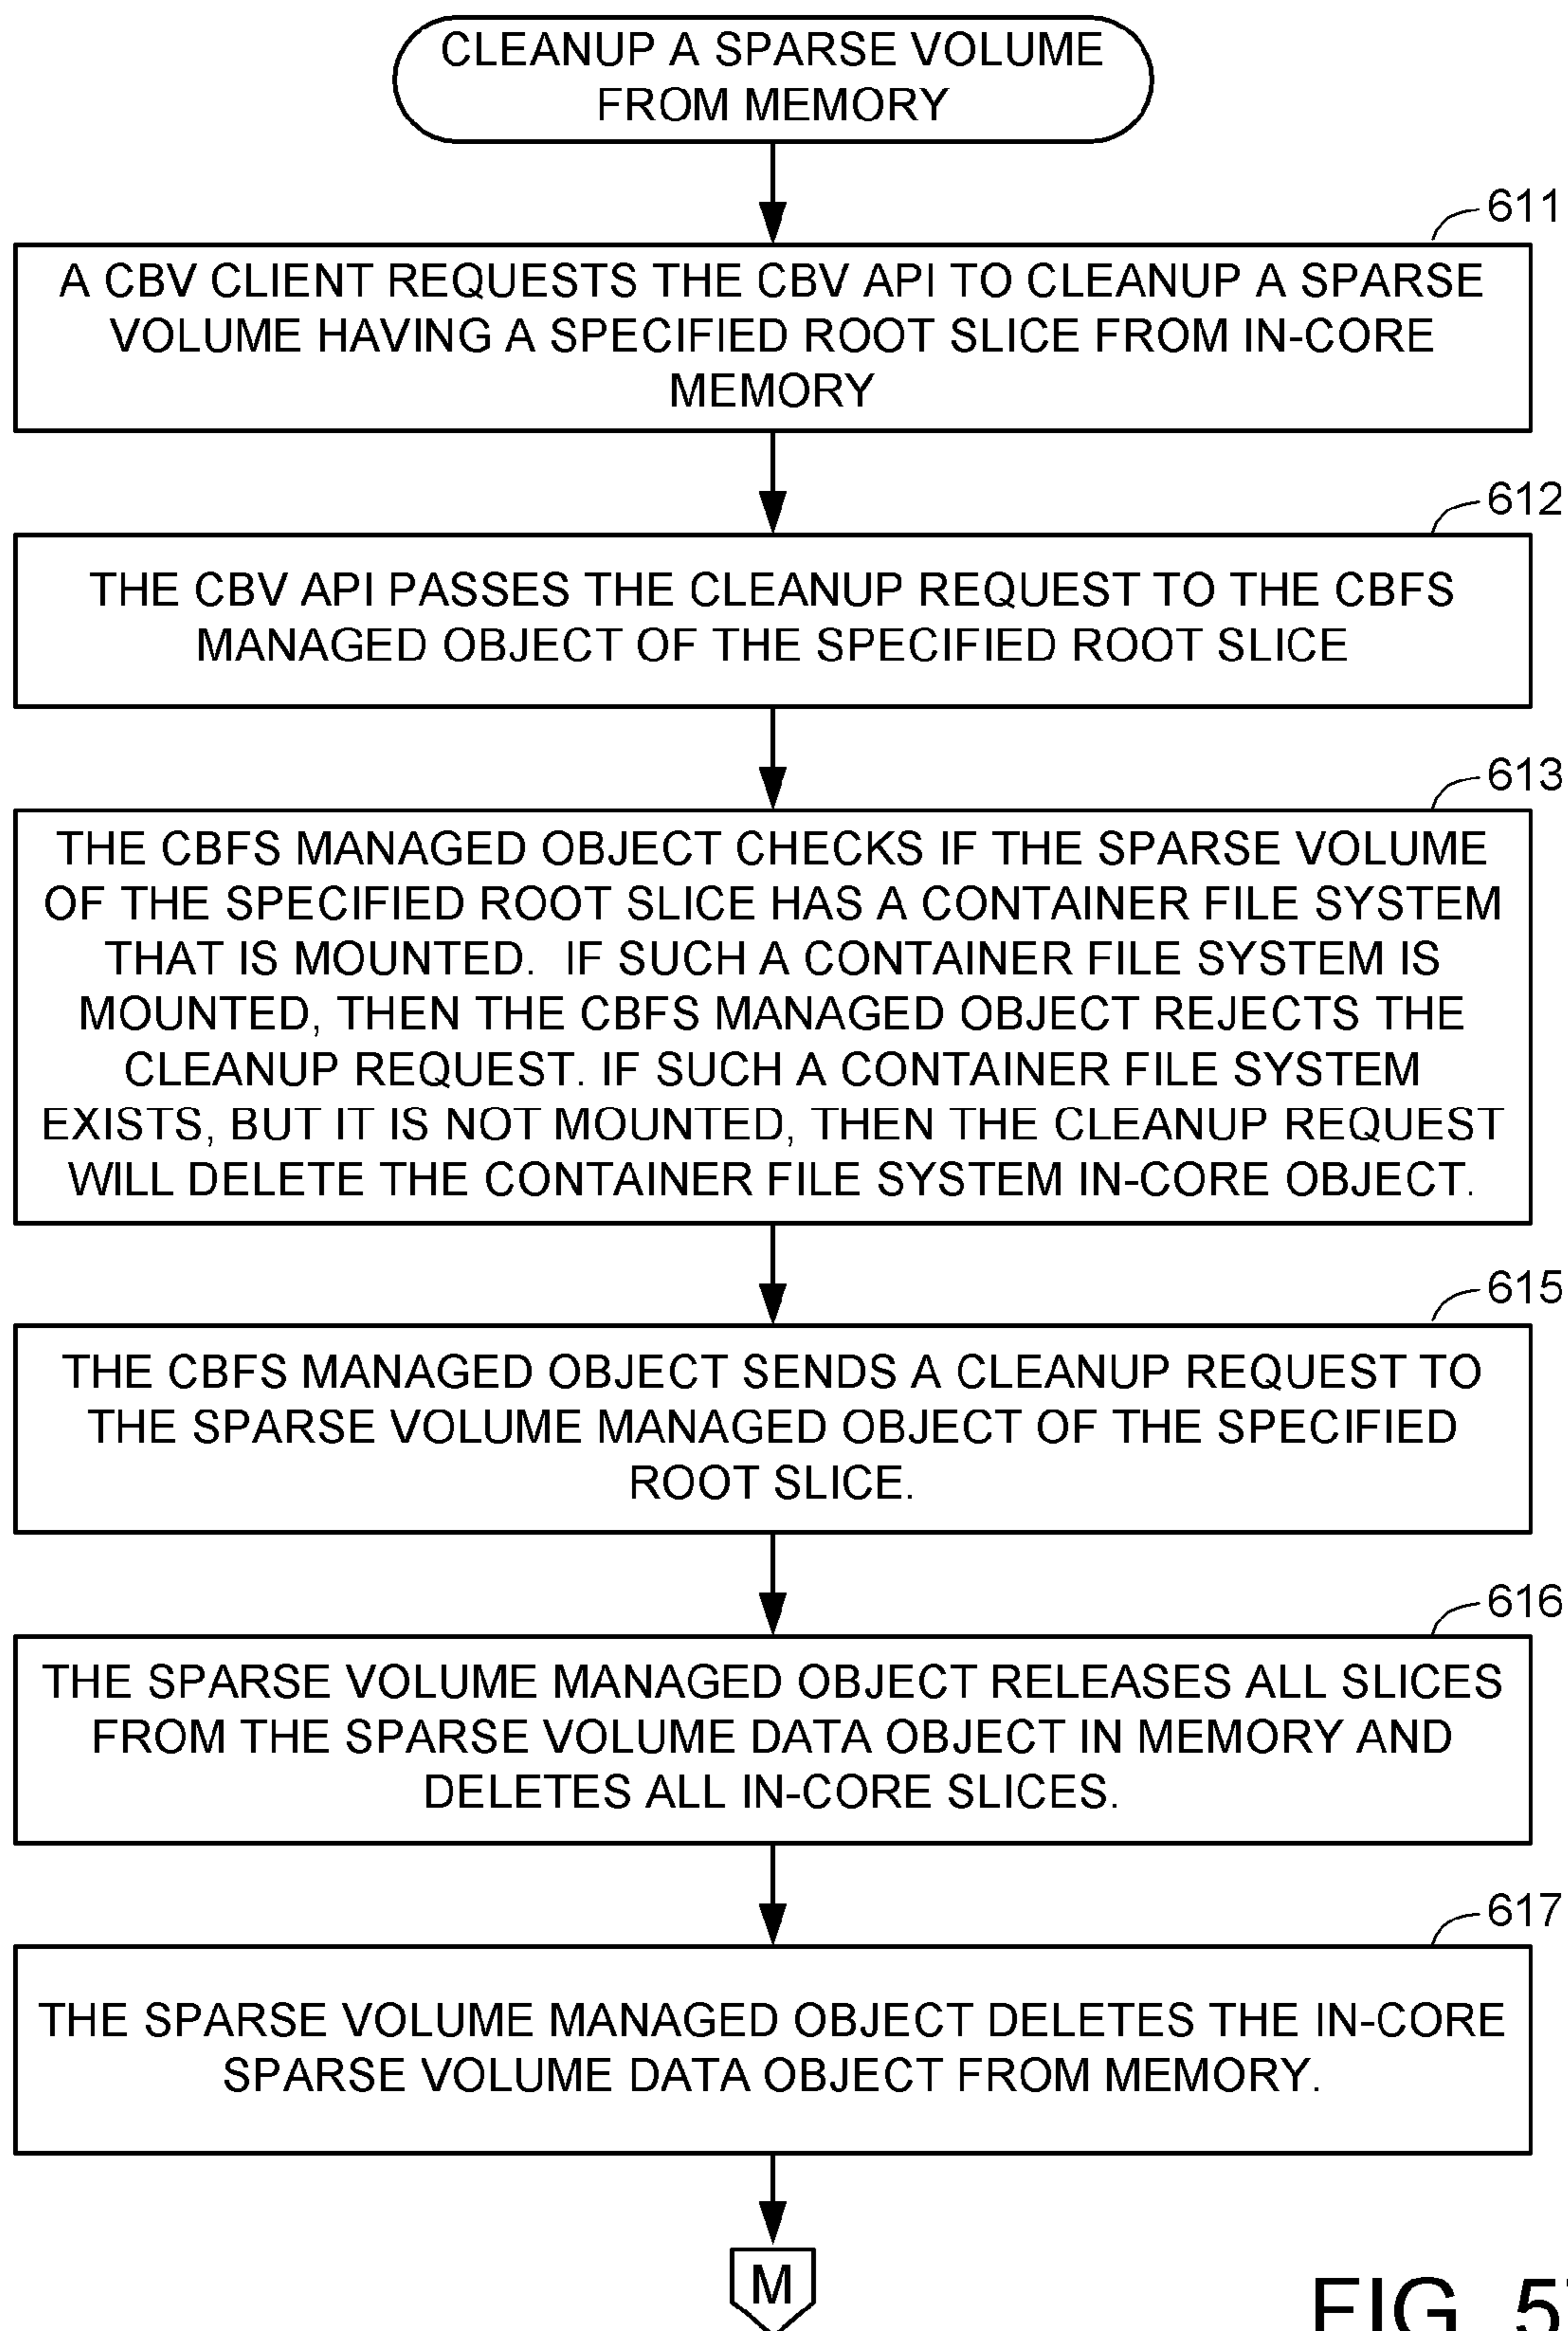 CLEANUP A SPARSE VOLUME
FROM MEMORY
611
A CBV CLIENT REQUESTS THE CBV API TO CLEANUP A SPARSE
VOLUME HAVING A SPECIFIED ROOT SLICE FROM IN-CORE
MEMORY
612
THE CBV API PASSES THE CLEANUP REQUEST TO THE CBFS
MANAGED OBJECT OF THE SPECIFIED ROOT SLICE
613
THE CBFS MANAGED OBJECT CHECKS IF THE SPARSE VOLUME
OF THE SPECIFIED ROOT SLICE HAS A CONTAINER FILE SYSTEM
THAT IS MOUNTED. IF SUCH A CONTAINER FILE SYSTEM IS
MOUNTED, THEN THE CBFS MANAGED OBJECT REJECTS THE
CLEANUP REQUEST. IF SUCH A CONTAINER FILE SYSTEM
EXISTS, BUT IT IS NOT MOUNTED, THEN THE CLEANUP REQUEST
WILL DELETE THE CONTAINER FILE SYSTEM IN-CORE OBJECT.
615
THE CBFS MANAGED OBJECT SENDS A CLEANUP REQUEST TO
THE SPARSE VOLUME MANAGED OBJECT OF THE SPECIFIED
ROOT SLICE.
616
THE SPARSE VOLUME MANAGED OBJECT RELEASES ALL SLICES
FROM THE SPARSE VOLUME DATA OBJECT IN MEMORY AND
DELETES ALL IN-CORE SLICES.
617
THE SPARSE VOLUME MANAGED OBJECT DELETES THE IN-CORE
SPARSE VOLUME DATA OBJECT FROM MEMORY.
M
FIG. 5